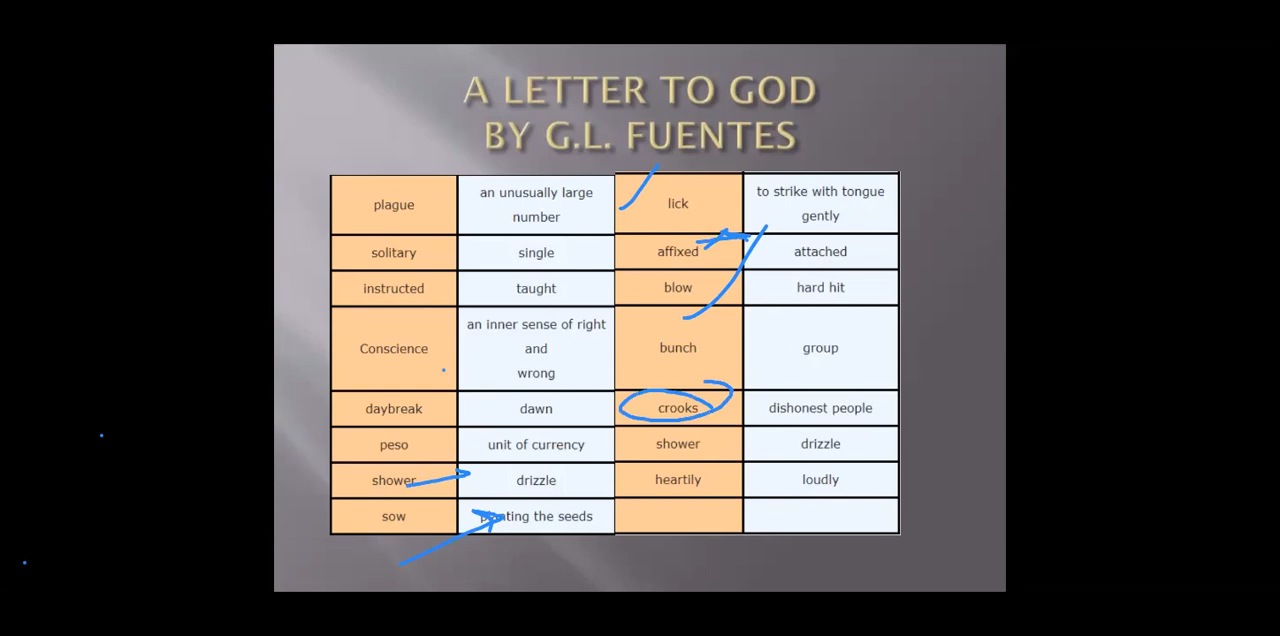 A LETTER TO GOD
BY G.L. FUENTES
plague
an unusually large
number
lick
to strike with tongue
gently
solitary
single
affixed
attached
instructed
taught
blow
hard hit
Conscience
an inner sense of right
and
wrong
bunch
group
daybreak
dawn
crooks
dishonest people
peso
unit of currency
shower
drizzle
shower
drizzle
heartily
loudly
sow
planting the seeds